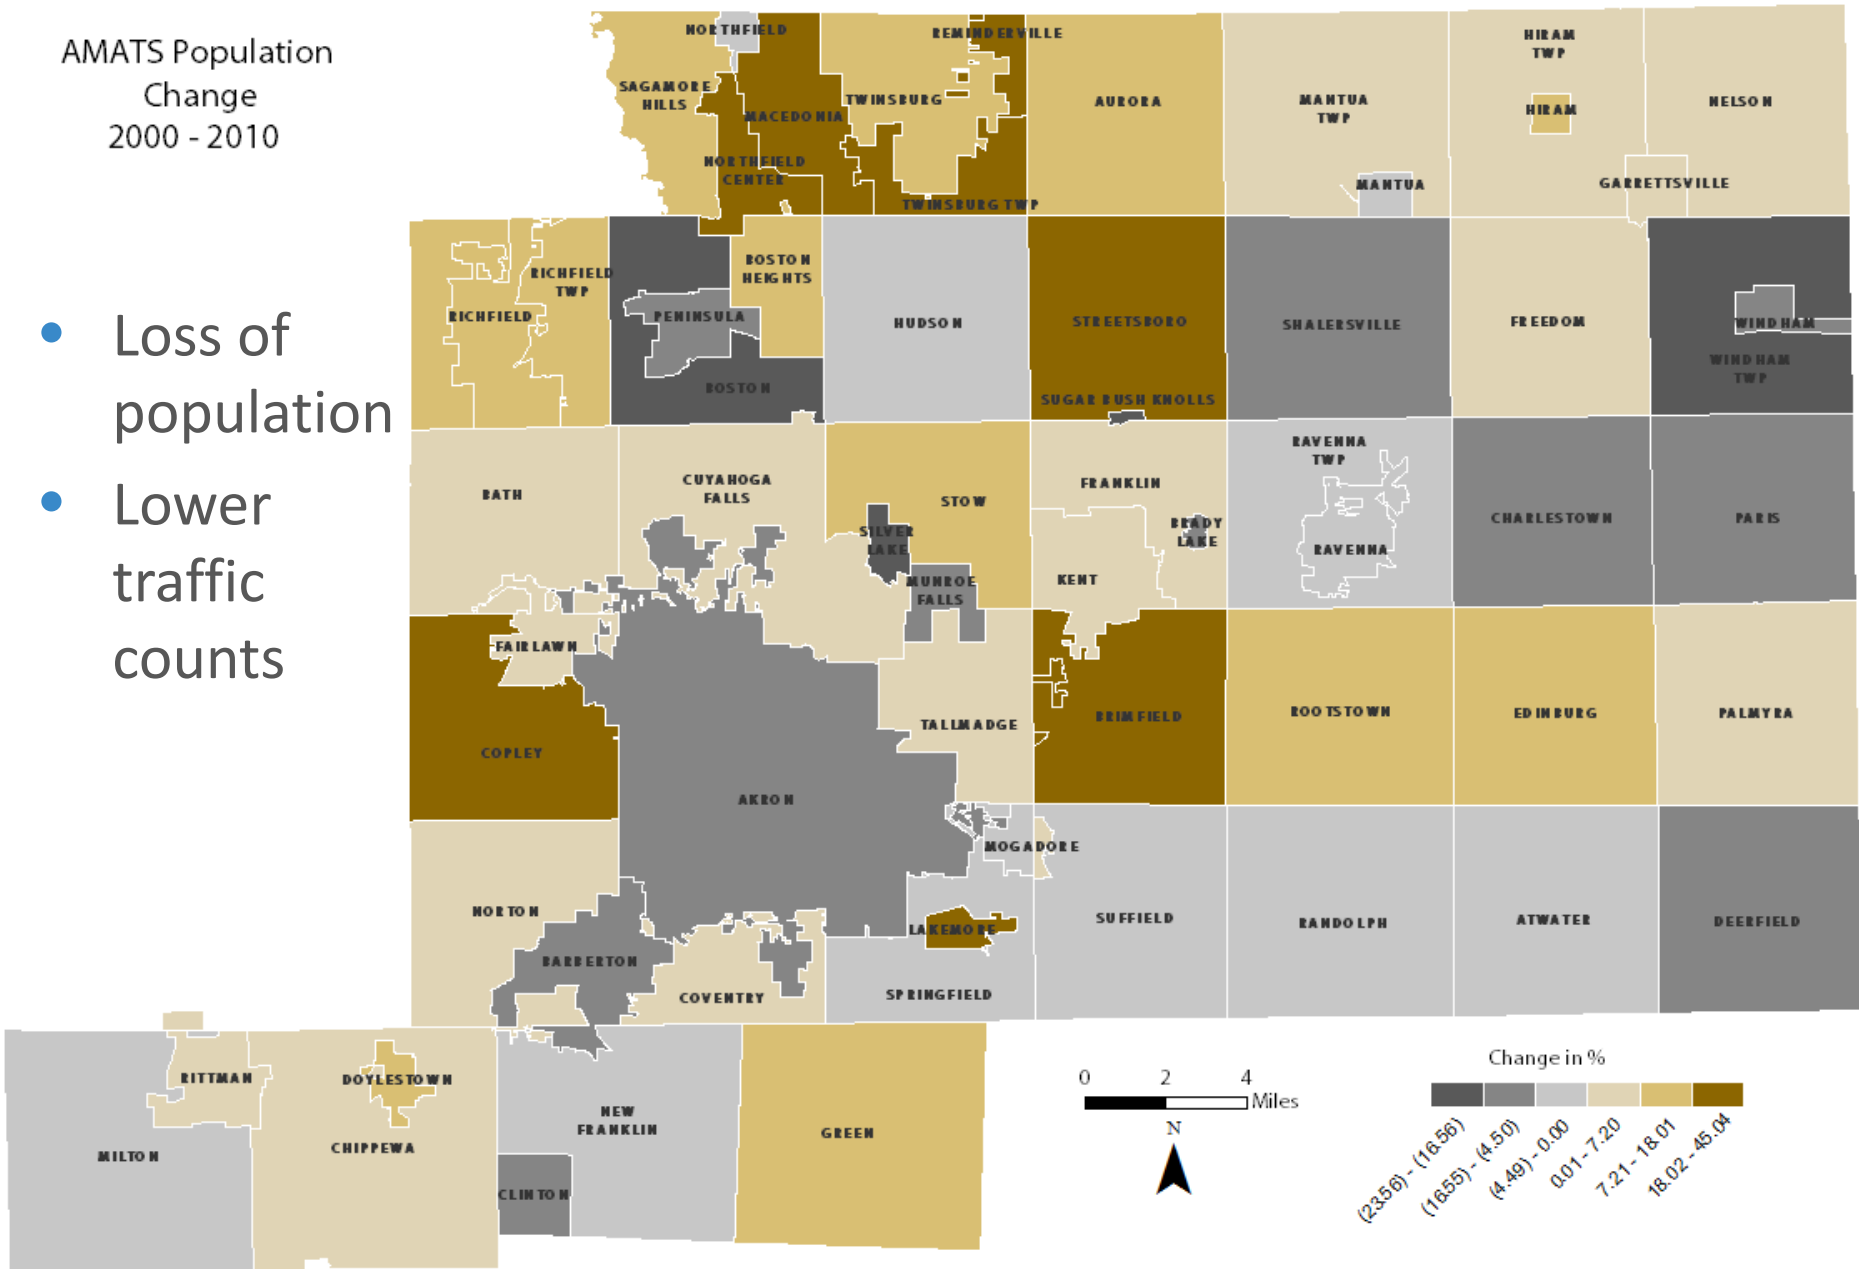 AMATS Population
Change
2000 - 2010
• Loss of
population
• Lower
traffic
counts
NORTHFIELD
REMINDERVILLE
SAGAMORE
HILLS
MACEDONIA
TWINSBURG
AURORA
MANTUA
TWP
HIRAM
TWP
HIRAM
NELSON
NORTHFIELD
CENTER
TWINSBURG TWP
MANTUA
GARRETTSVILLE
RICHFIELD
RICHFIELD
TWP
BOSTON
HEIGHTS
PENINSULA
BOSTON
HUDSON
STREETSBORO
SUGAR BUSH KNOLLS
SHALERSVILLE
FREEDOM
WINDHAM
WINDHAM
TWP
BATH
CUYAHOGA
FALLS
STOW
SILVER
LAKE
MUNROE
FALLS
FRANKLIN
BRADY
LAKE
KENT
RAVENNA
TWP
RAVENNA
CHARLESTOWN
PARIS
FAIRLAWN
COPLEY
AKRON
TALLMADGE
BRIMFIELD
ROOTSTOWN
EDINBURG
PALMYRA
MOGADORE
NORTON
BARBERTON
COVENTRY
LAKEMORE
SPRINGFIELD
SUFFIELD
RANDOLPH
ATWATER
DEERFIELD
RITTMAN
DOYLESTOWN
MILTON
CHIPPEWA
NEW
FRANKLIN
CLINTON
GREEN
0 2 4
Miles
N
Change in %
(23.56) - (16.56)
(16.55) - (4.50)
(4.49) - 0.00
0.01 - 7.20
7.21 - 18.01
18.02 - 45.04